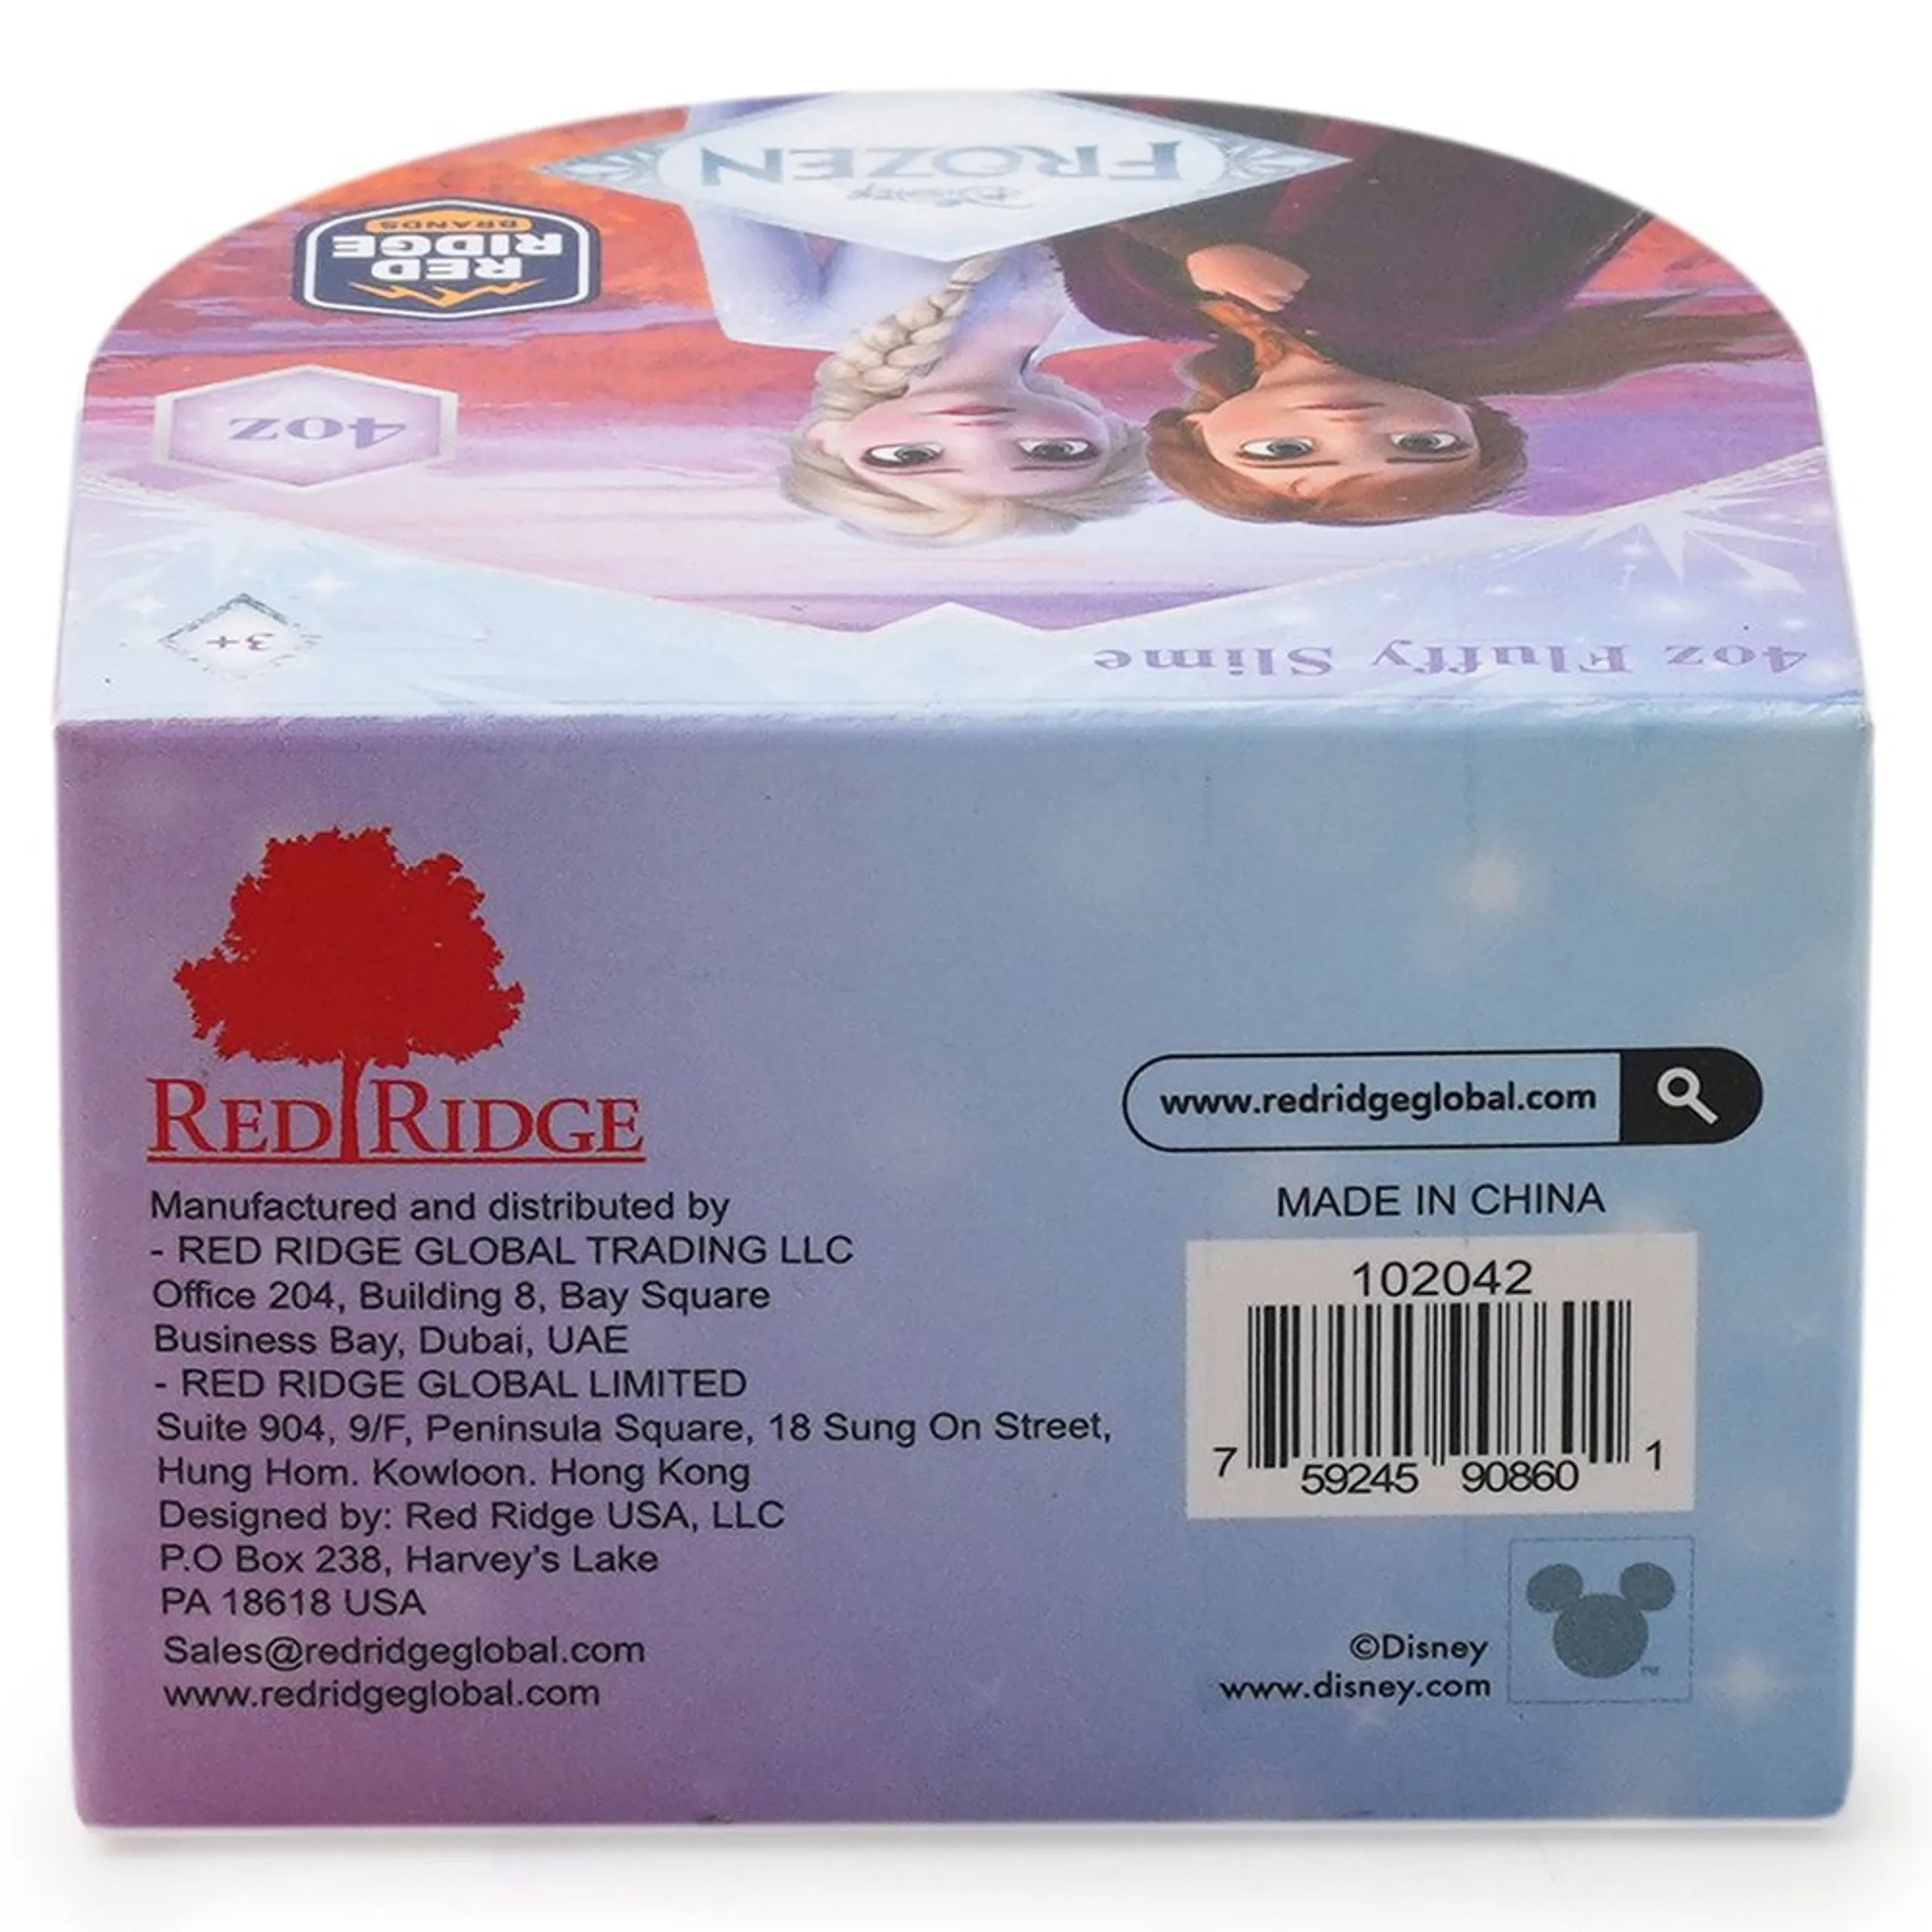 4oz Fluffy Slime
3+
4oz
RED
RIDGE
BRANDS
Disney
FROZEN
RED RIDGE
Manufactured and distributed by
- RED RIDGE GLOBAL TRADING LLC
Office 204, Building 8, Bay Square
Business Bay, Dubai, UAE
- RED RIDGE GLOBAL LIMITED
Suite 904, 9/F, Peninsula Square, 18 Sung On Street,
Hung Hom. Kowloon. Hong Kong
Designed by: Red Ridge USA, LLC
P.O Box 238, Harvey's Lake
PA 18618 USA
Sales@redridgeglobal.com
www.redridgeglobal.com
www.redridgeglobal.com
MADE IN CHINA
102042
7 59245 90860 1
©Disney
www.disney.com
TM